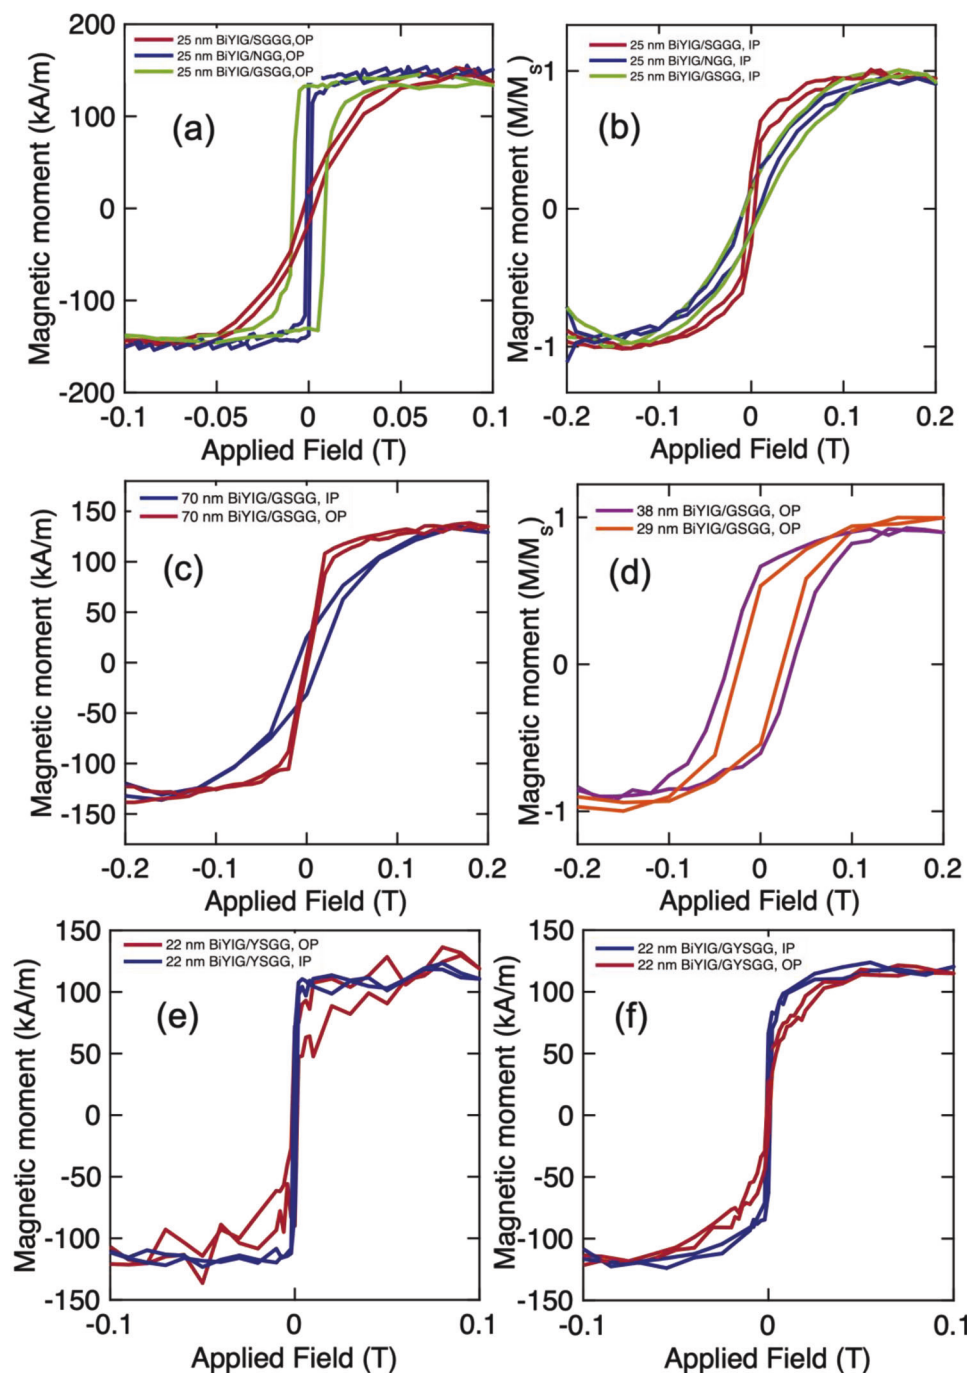 200
100
0
-100
-200
Magnetic moment (kA/m)
25 nm BiYIG/SGGG,OP
25 nm BiYIG/NGG,OP
25 nm BiYIG/GSGG,OP
(a)
-0.1 -0.05 0 0.05 0.1
Applied Field (T)
1
0
-1
Magnetic moment (M/Ms)
25 nm BiYIG/SGGG, IP
25 nm BiYIG/NGG, IP
25 nm BiYIG/GSGG, IP
(b)
-0.2 -0.1 0 0.1 0.2
Applied Field (T)
150
100
50
0
-50
-100
-150
Magnetic moment (kA/m)
70 nm BiYIG/GSGG, IP
70 nm BiYIG/GSGG, OP
(c)
-0.2 -0.1 0 0.1 0.2
Applied Field (T)
1
0
-1
Magnetic moment (M/Ms)
38 nm BiYIG/GSGG, OP
29 nm BiYIG/GSGG, OP
(d)
-0.2 -0.1 0 0.1 0.2
Applied Field (T)
150
100
50
0
-50
-100
-150
Magnetic moment (kA/m)
22 nm BiYIG/YSGG, OP
22 nm BiYIG/YSGG, IP
(e)
-0.1 0 0.1
Applied Field (T)
150
100
50
0
-50
-100
-150
Magnetic moment (kA/m)
22 nm BiYIG/GYSGG, IP
22 nm BiYIG/GYSGG, OP
(f)
-0.1 0 0.1
Applied Field (T)